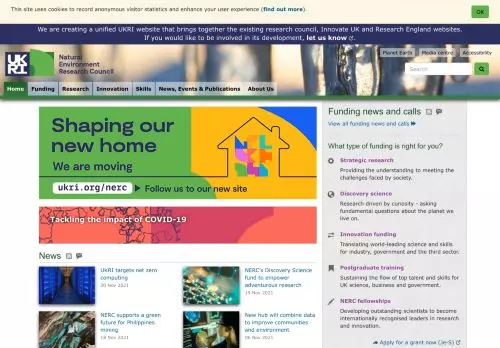 This site uses cookies to record anonymous visitor statistics and enhance your user experience (find out more).
OK
We are creating a unified UKRI website that brings together the existing research council, Innovate UK and Research England websites.
If you would like to be involved in its development, let us know.
UK
RI
Natural
Environment
Research Council
Planet Earth
Media centre
Accessibility
Search
Home
Funding
Research
Innovation
Skills
News, Events & Publications
About Us
Shaping our
new home
We are moving
ukri.org/nerc
Follow us to our new site
Tackling the impact of COVID-19
News
UKRI targets net zero
computing
20 Nov 2021
NERC's Discovery Science
fund to empower
adventurous research
19 Nov 2021
NERC supports a green
future for Philippines
mining
18 Nov 2021
New hub will combine data
to improve communities
and environment
06 Nov 2021
Funding news and calls
View all funding news and calls
What type of funding is right for you?
Strategic research
Providing the understanding to meeting the
challenges faced by society.
Discovery science
Research driven by curiosity - asking
fundamental questions about the planet we
live on.
Innovation funding
Translating world-leading science and skills
for industry, government and the third sector.
Postgraduate training
Sustaining the flow of top talent and skills for
UK science, business and government.
NERC fellowships
Developing outstanding scientists to become
internationally recognised leaders in research
and innovation.
Apply for a grant now (Je-S)